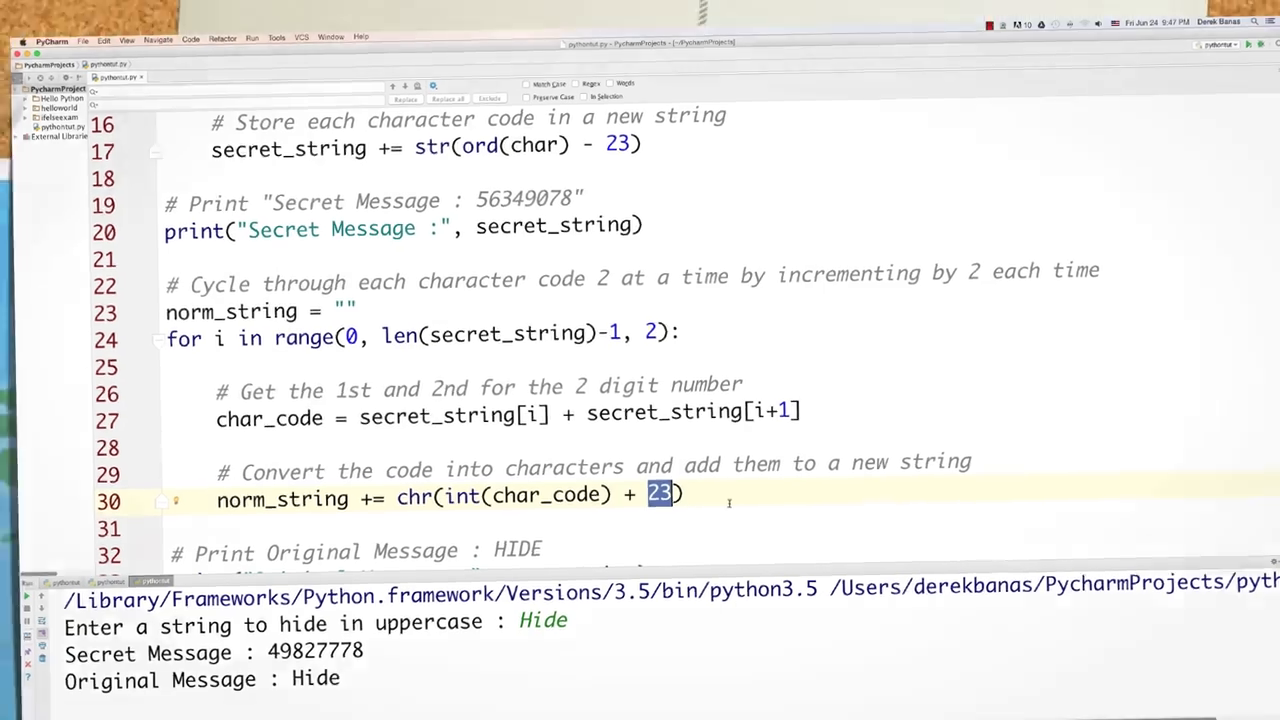 Fri Jun 24 9:47 PM Derek Banas
PyCharm File Edit View Navigate Code Refactor Run Tools VCS Window Help
pythontut.py - PycharmProjects - [~/PycharmProjects]
PycharmProjects pythontut.py
pythontut
pythontut.py
PycharmProject
Hello Python
helloworld
ifelseexam
pythontut.py
External Librarie
Match Case Regex Words
Replace Replace all Exclude Preserve Case In Selection
16 # Store each character code in a new string
17 secret_string += str(ord(char) - 23)
18
19 # Print "Secret Message : 56349078"
20 print("Secret Message :", secret_string)
21
22 # Cycle through each character code 2 at a time by incrementing by 2 each time
23 norm_string = ""
24 for i in range(0, len(secret_string)-1, 2):
25
26 # Get the 1st and 2nd for the 2 digit number
27 char_code = secret_string[i] + secret_string[i+1]
28
29 # Convert the code into characters and add them to a new string
30 norm_string += chr(int(char_code) + 23)
31
32 # Print Original Message : HIDE
Run pythontut pythontut pythontut
/Library/Frameworks/Python.framework/Versions/3.5/bin/python3.5 /Users/derekbanas/PycharmProjects/pyth
Enter a string to hide in uppercase : Hide
Secret Message : 49827778
Original Message : Hide